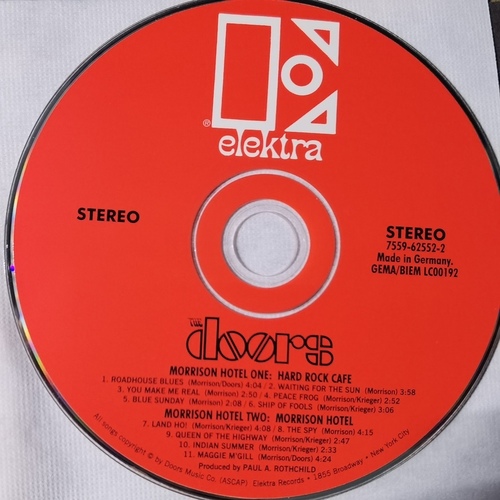 ®
elektra
STEREO
STEREO
7559-62552-2
Made in Germany.
GEMA/BIEM LC00192
THE
doors
MORRISON HOTEL ONE: HARD ROCK CAFE
1. ROADHOUSE BLUES (Morrison/Doors) 4:04 / 2. WAITING FOR THE SUN (Morrison) 3:58
3. YOU MAKE ME REAL (Morrison) 2:50 / 4. PEACE FROG (Morrison/Krieger) 2:52
5. BLUE SUNDAY (Morrison) 2:08 / 6. SHIP OF FOOLS (Morrison/Krieger) 3:06
MORRISON HOTEL TWO: MORRISON HOTEL
7. LAND HO! (Morrison/Krieger) 4:08 / 8. THE SPY (Morrison) 4:15
9. QUEEN OF THE HIGHWAY (Morrison/Krieger) 2:47
10. INDIAN SUMMER (Morrison/Krieger) 2:33
11. MAGGIE M'GILL (Morrison/Doors) 4:24
Produced by PAUL A. ROTHCHILD
All songs copyright © by Doors Music Co. (ASCAP). Elektra Records • 1855 Broadway • New York City